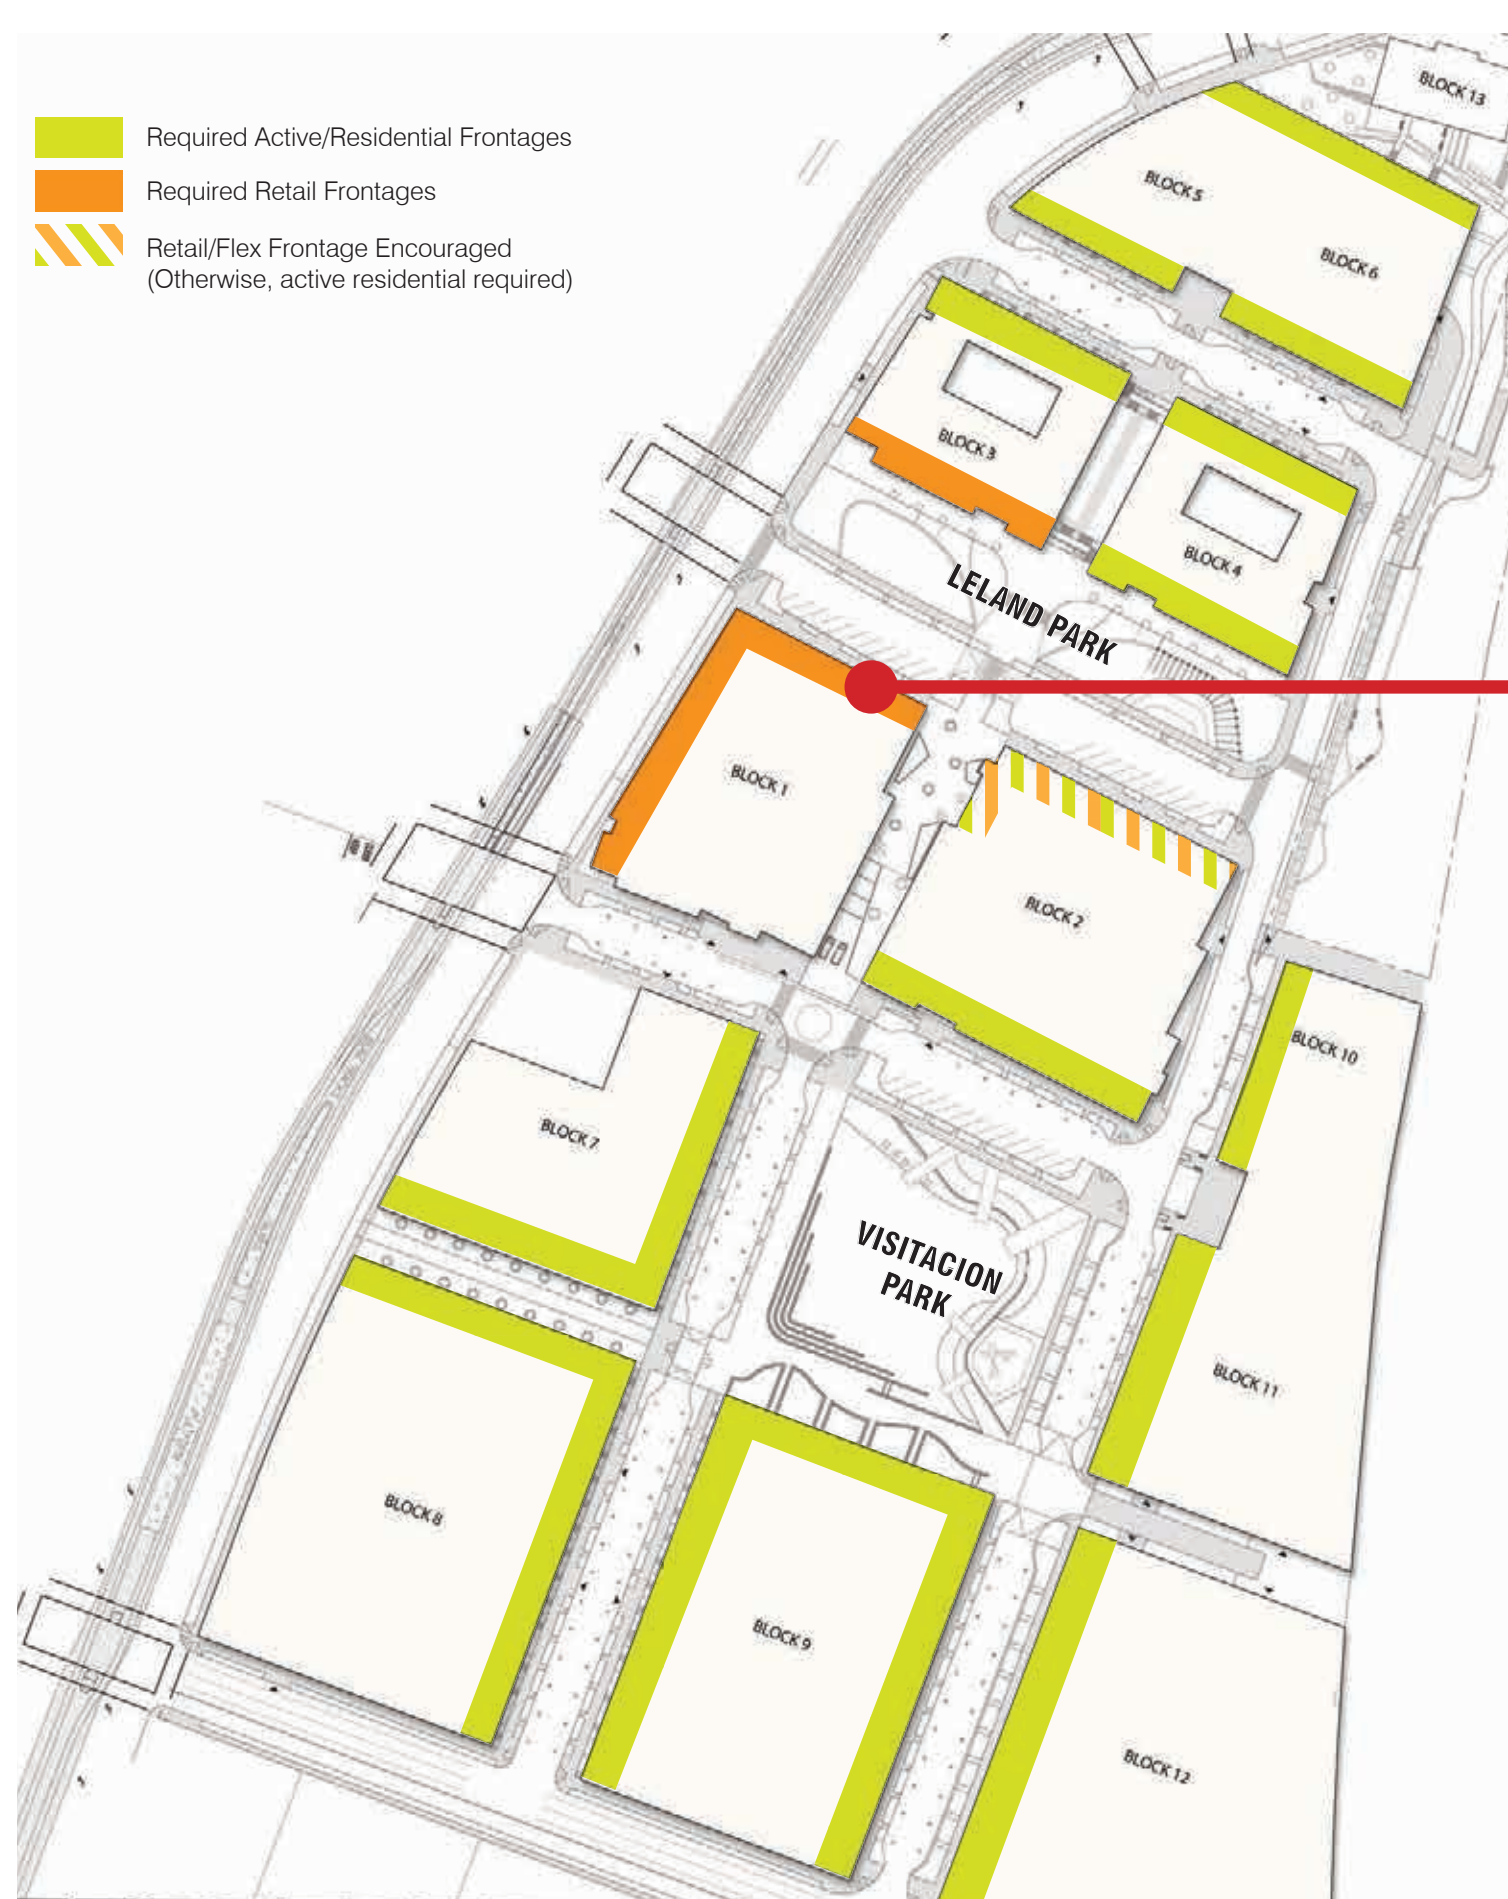 Required Active/Residential Frontages
Required Retail Frontages
Retail/Flex Frontage Encouraged
(Otherwise, active residential required)
BLOCK 13
BLOCK 5
BLOCK 6
BLOCK 3
BLOCK 4
LELAND PARK
BLOCK 1
BLOCK 2
BLOCK 10
BLOCK 7
VISITACION
PARK
BLOCK 11
BLOCK 8
BLOCK 9
BLOCK 12